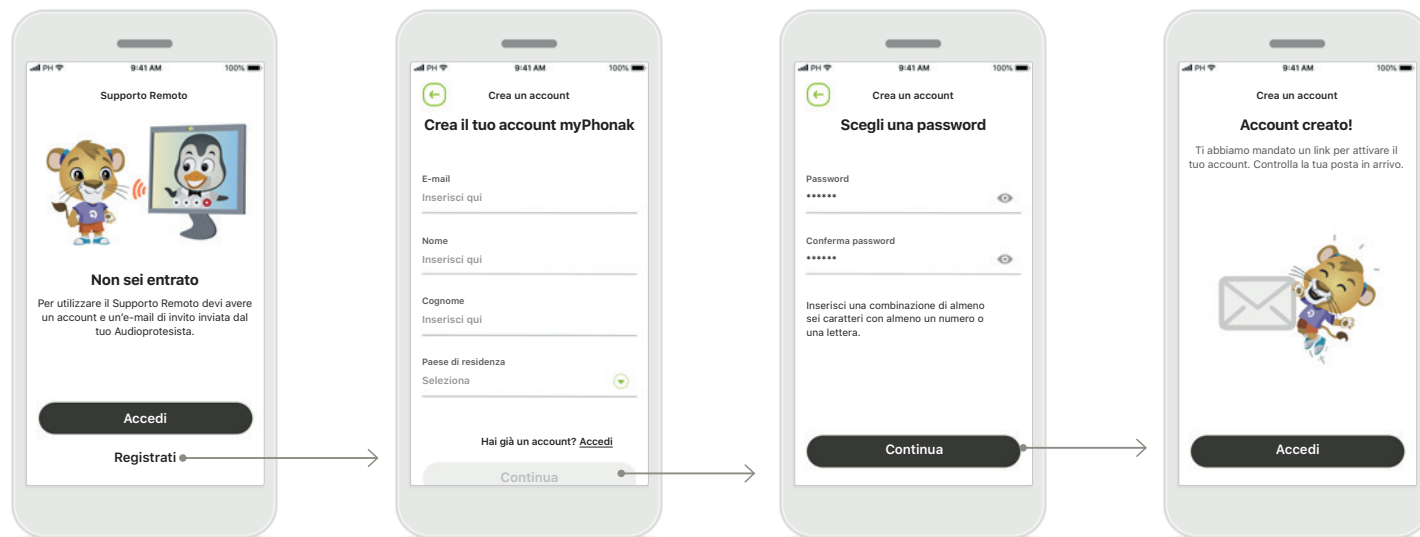 PH 9:41 AM 100%
Supporto Remoto
Non sei entrato
Per utilizzare il Supporto Remoto devi avere
un account e un'e-mail di invito inviata dal
tuo Audioprotesista.
Accedi
Registrati
PH 9:41 AM 100%
Crea un account
Crea il tuo account myPhonak
E-mail
Inserisci qui
Nome
Inserisci qui
Cognome
Inserisci qui
Paese di residenza
Seleziona
Hai già un account? Accedi
Continua
PH 9:41 AM 100%
Crea un account
Scegli una password
Password
******
Conferma password
******
Inserisci una combinazione di almeno
sei caratteri con almeno un numero o
una lettera.
Continua
PH 9:41 AM 100%
Crea un account
Account creato!
Ti abbiamo mandato un link per attivare il
tuo account. Controlla la tua posta in arrivo.
Accedi